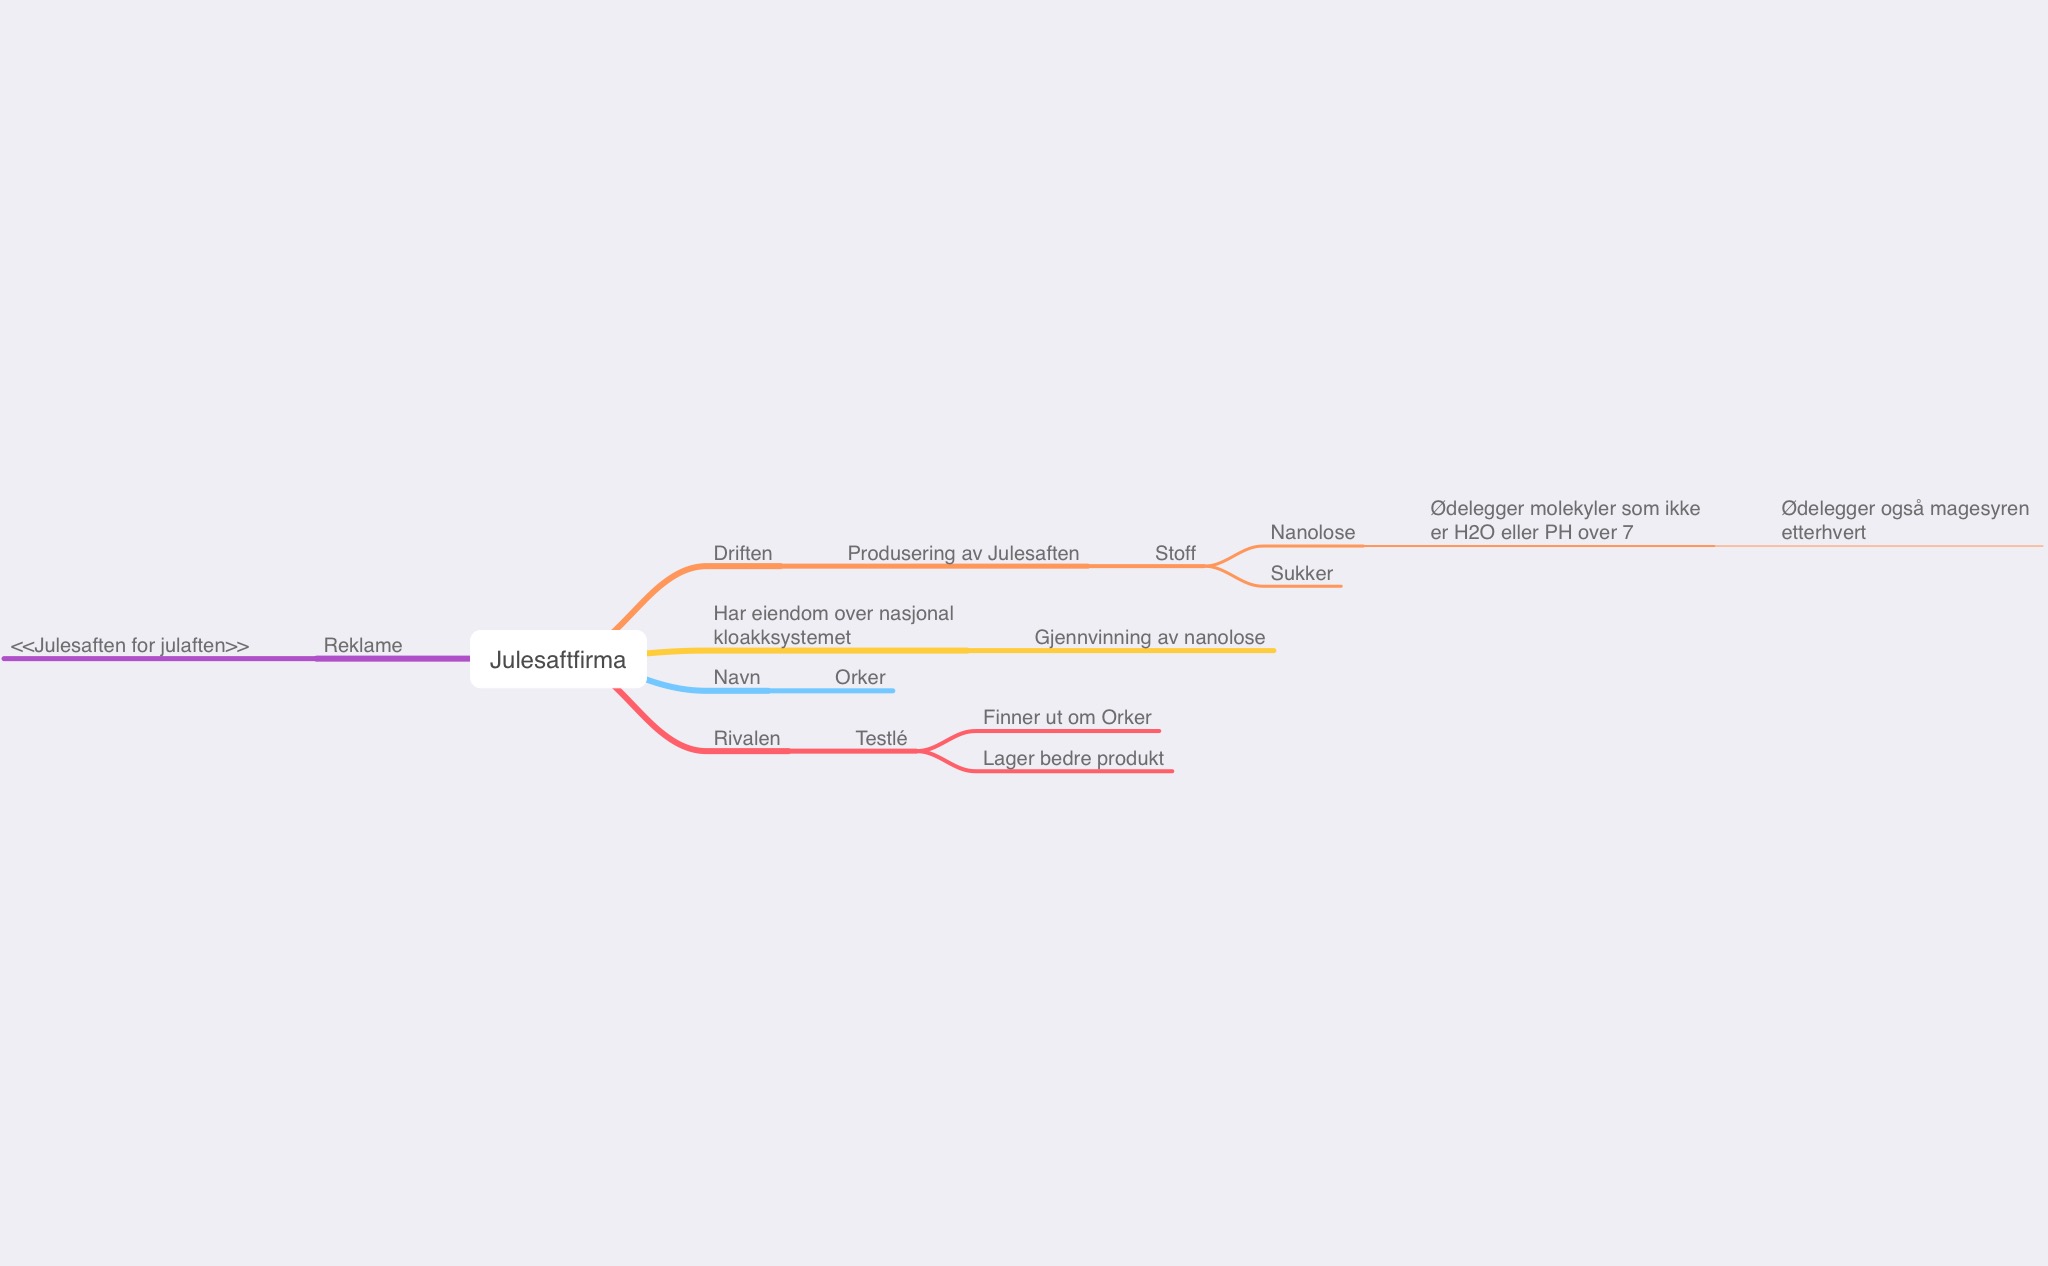 Ødelegger molekyler som ikke
er H2O eller PH over 7
Ødelegger også magesyren
etterhvert
Nanolose
Driften
Produsering av Julesaften
Stoff
Sukker
Har eiendom over nasjonal
kloakksystemet
Gjennvinning av nanolose
<<Julesaften for julaften>>
Reklame
Julesaftfirma
Navn
Orker
Finner ut om Orker
Rivalen
Testlé
Lager bedre produkt